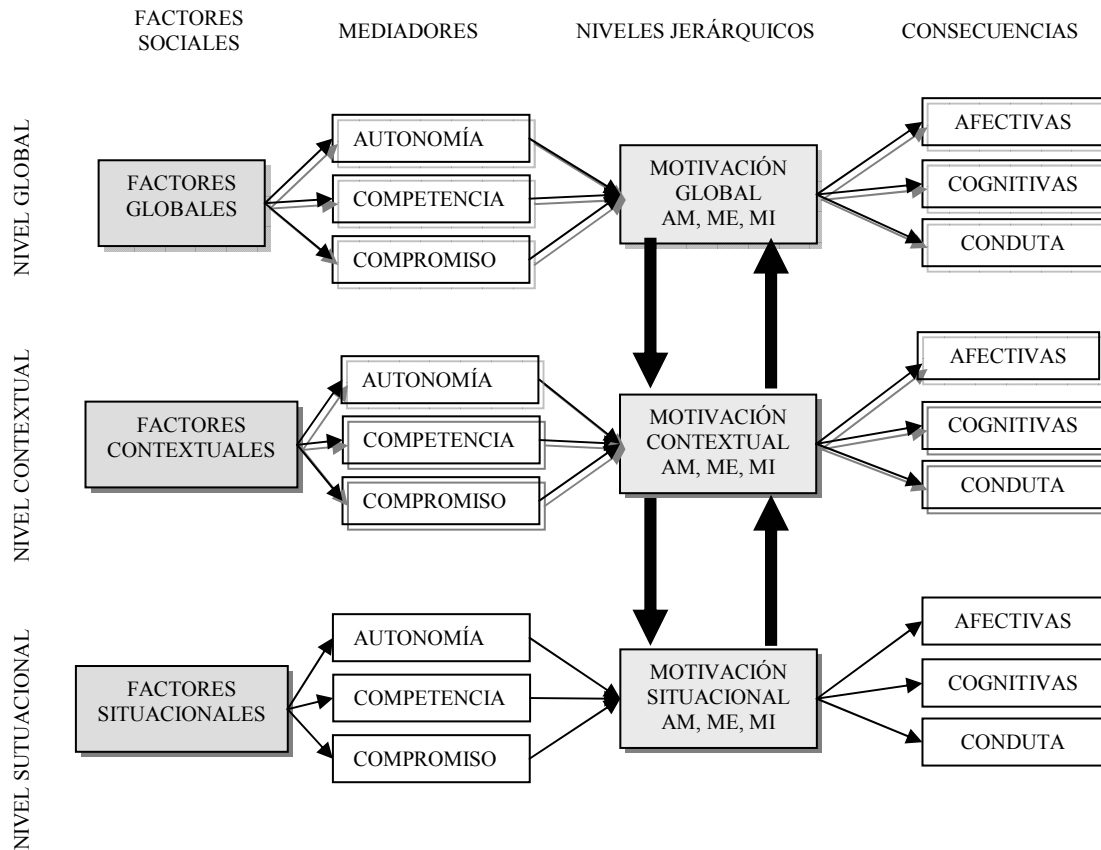 FACTORES
SOCIALES
MEDIADORES
NIVELES JERÁRQUICOS
CONSECUENCIAS
NIVEL GLOBAL
FACTORES
GLOBALES
AUTONOMÍA
COMPETENCIA
COMPROMISO
MOTIVACIÓN
GLOBAL
AM, ME, MI
AFECTIVAS
COGNITIVAS
CONDUTA
NIVEL CONTEXTUAL
FACTORES
CONTEXTUALES
AUTONOMÍA
COMPETENCIA
COMPROMISO
MOTIVACIÓN
CONTEXTUAL
AM, ME, MI
AFECTIVAS
COGNITIVAS
CONDUTA
NIVEL SUTUACIONAL
FACTORES
SITUACIONALES
AUTONOMÍA
COMPETENCIA
COMPROMISO
MOTIVACIÓN
SITUACIONAL
AM, ME, MI
AFECTIVAS
COGNITIVAS
CONDUTA